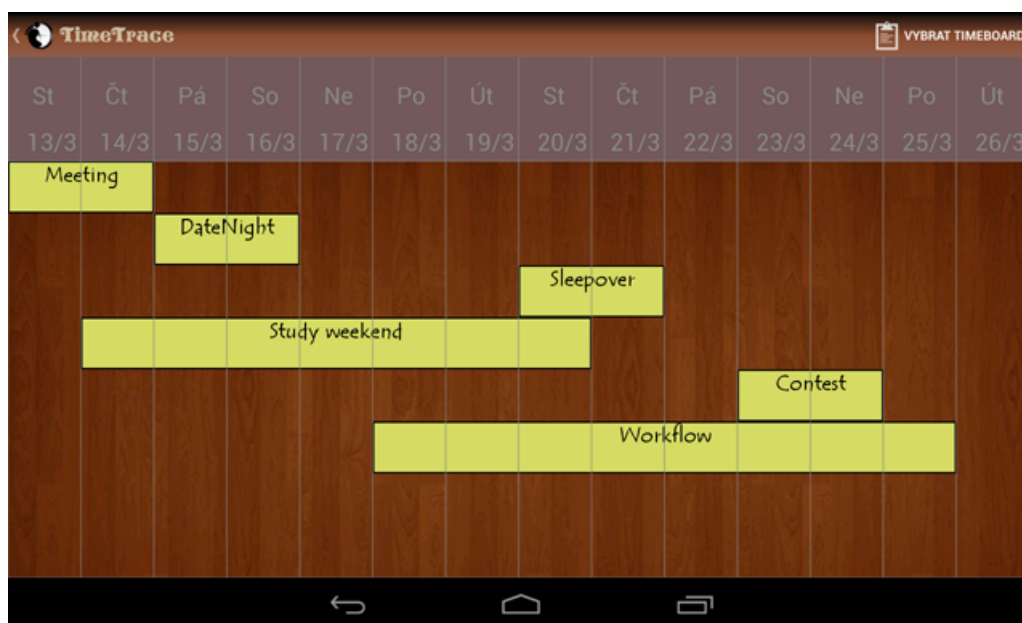 TimeTrace
VYBRAT TIMEBOARD
St Čt Pá So Ne Po Út St Čt Pá So Ne Po Út
13/3 14/3 15/3 16/3 17/3 18/3 19/3 20/3 21/3 22/3 23/3 24/3 25/3 26/3
Meeting
DateNight
Sleepover
Study weekend
Contest
Workflow